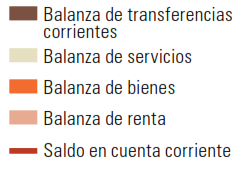 Balanza de transferencias
corrientes
Balanza de servicios
Balanza de bienes
Balanza de renta
Saldo en cuenta corriente